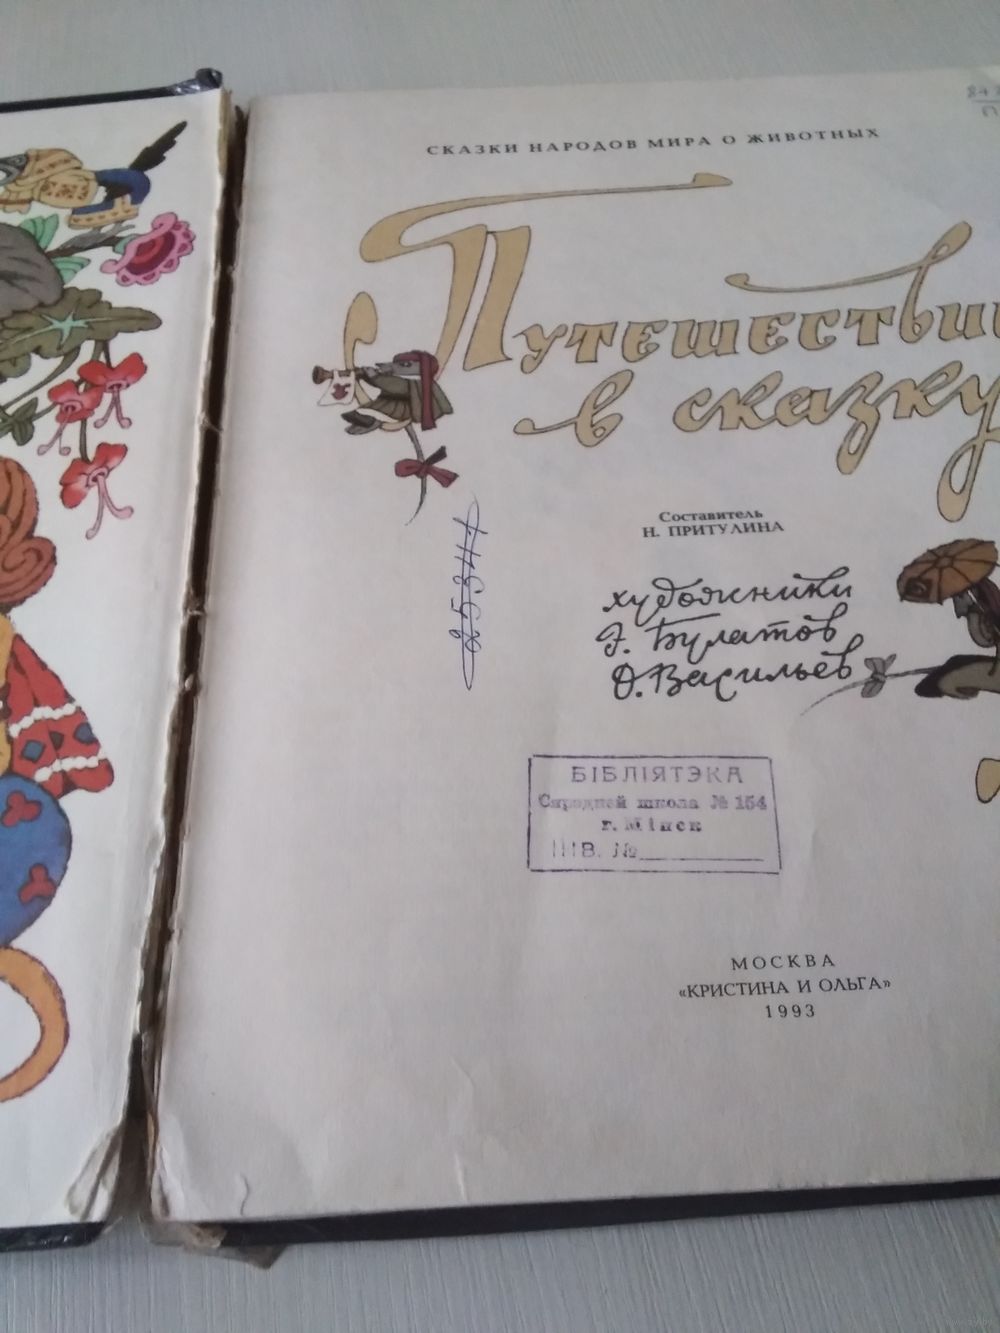 СКАЗКИ НАРОДОВ МИРА О ЖИВОТНЫХ
Путешестви
в сказку
Составитель
Н. ПРИТУЛИНА
художники
Э. Булатов
О. Васильев
БІБЛІЯТЭКА
Сярэдняй школа № 154
г. Мінск
ІНВ. №
МОСКВА
«КРИСТИНА И ОЛЬГА»
1993